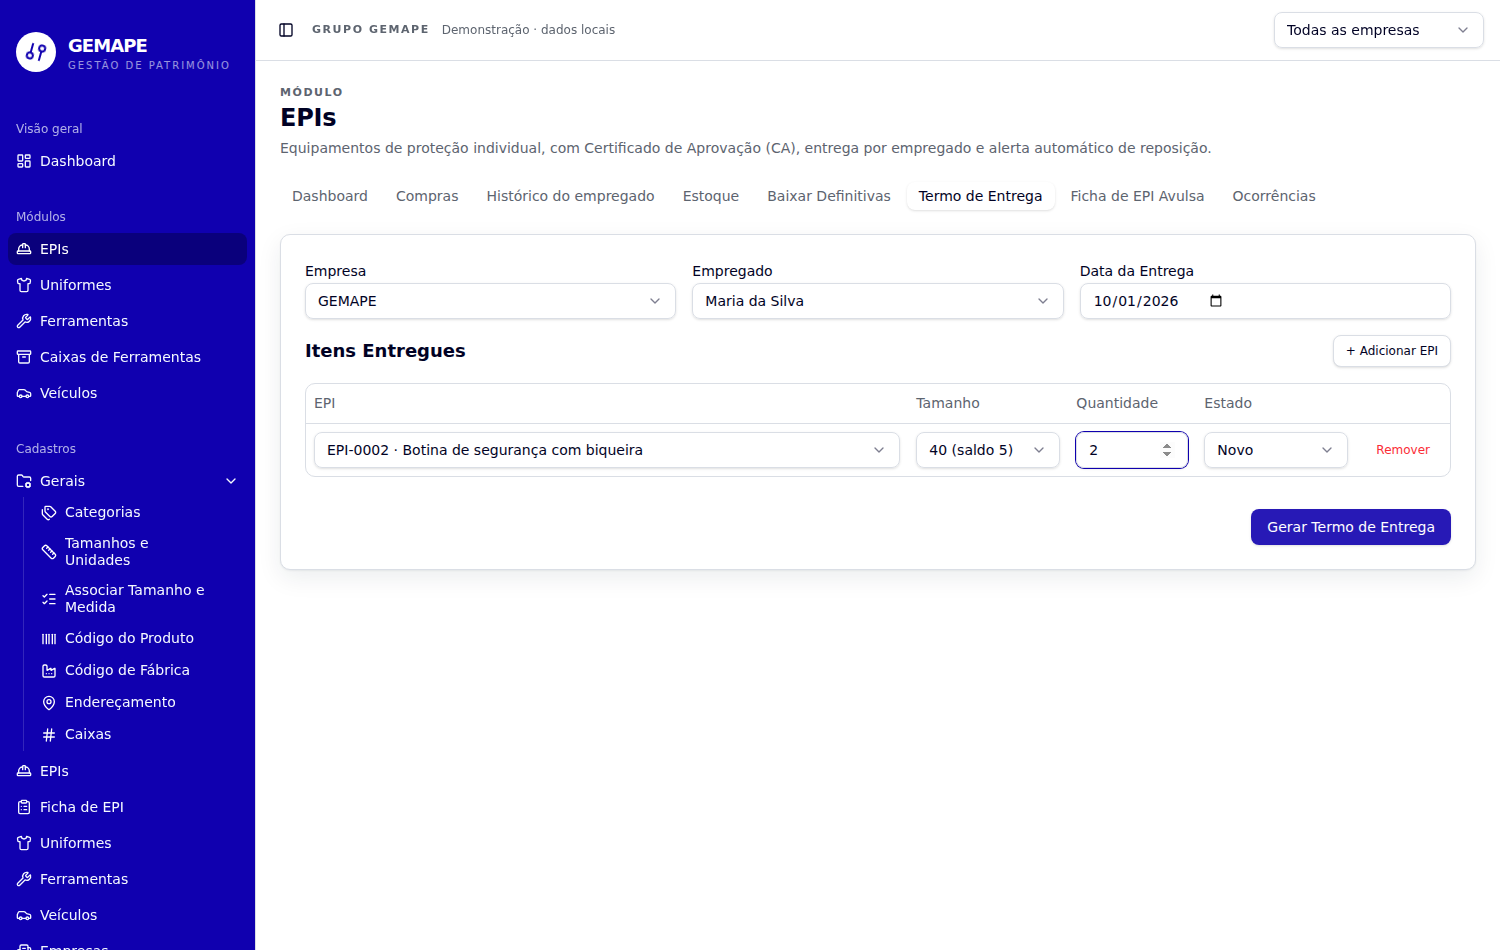 GEMAPE
GESTÃO DE PATRIMÔNIO
Visão geral
Dashboard
Módulos
EPIs
Uniformes
Ferramentas
Caixas de Ferramentas
Veículos
Cadastros
Gerais
Categorias
Tamanhos e
Unidades
Associar Tamanho e
Medida
Código do Produto
Código de Fábrica
Endereçamento
Caixas
EPIs
Ficha de EPI
Uniformes
Ferramentas
Veículos
Empresas
GRUPO GEMAPE Demonstração · dados locais Todas as empresas
MÓDULO
EPIs
Equipamentos de proteção individual, com Certificado de Aprovação (CA), entrega por empregado e alerta automático de reposição.
Dashboard Compras Histórico do empregado Estoque Baixar Definitivas Termo de Entrega Ficha de EPI Avulsa Ocorrências
Empresa Empregado Data da Entrega
GEMAPE Maria da Silva 10/01/2026
Itens Entregues + Adicionar EPI
EPI Tamanho Quantidade Estado
EPI-0002 · Botina de segurança com biqueira 40 (saldo 5) 2 Novo Remover
Gerar Termo de Entrega